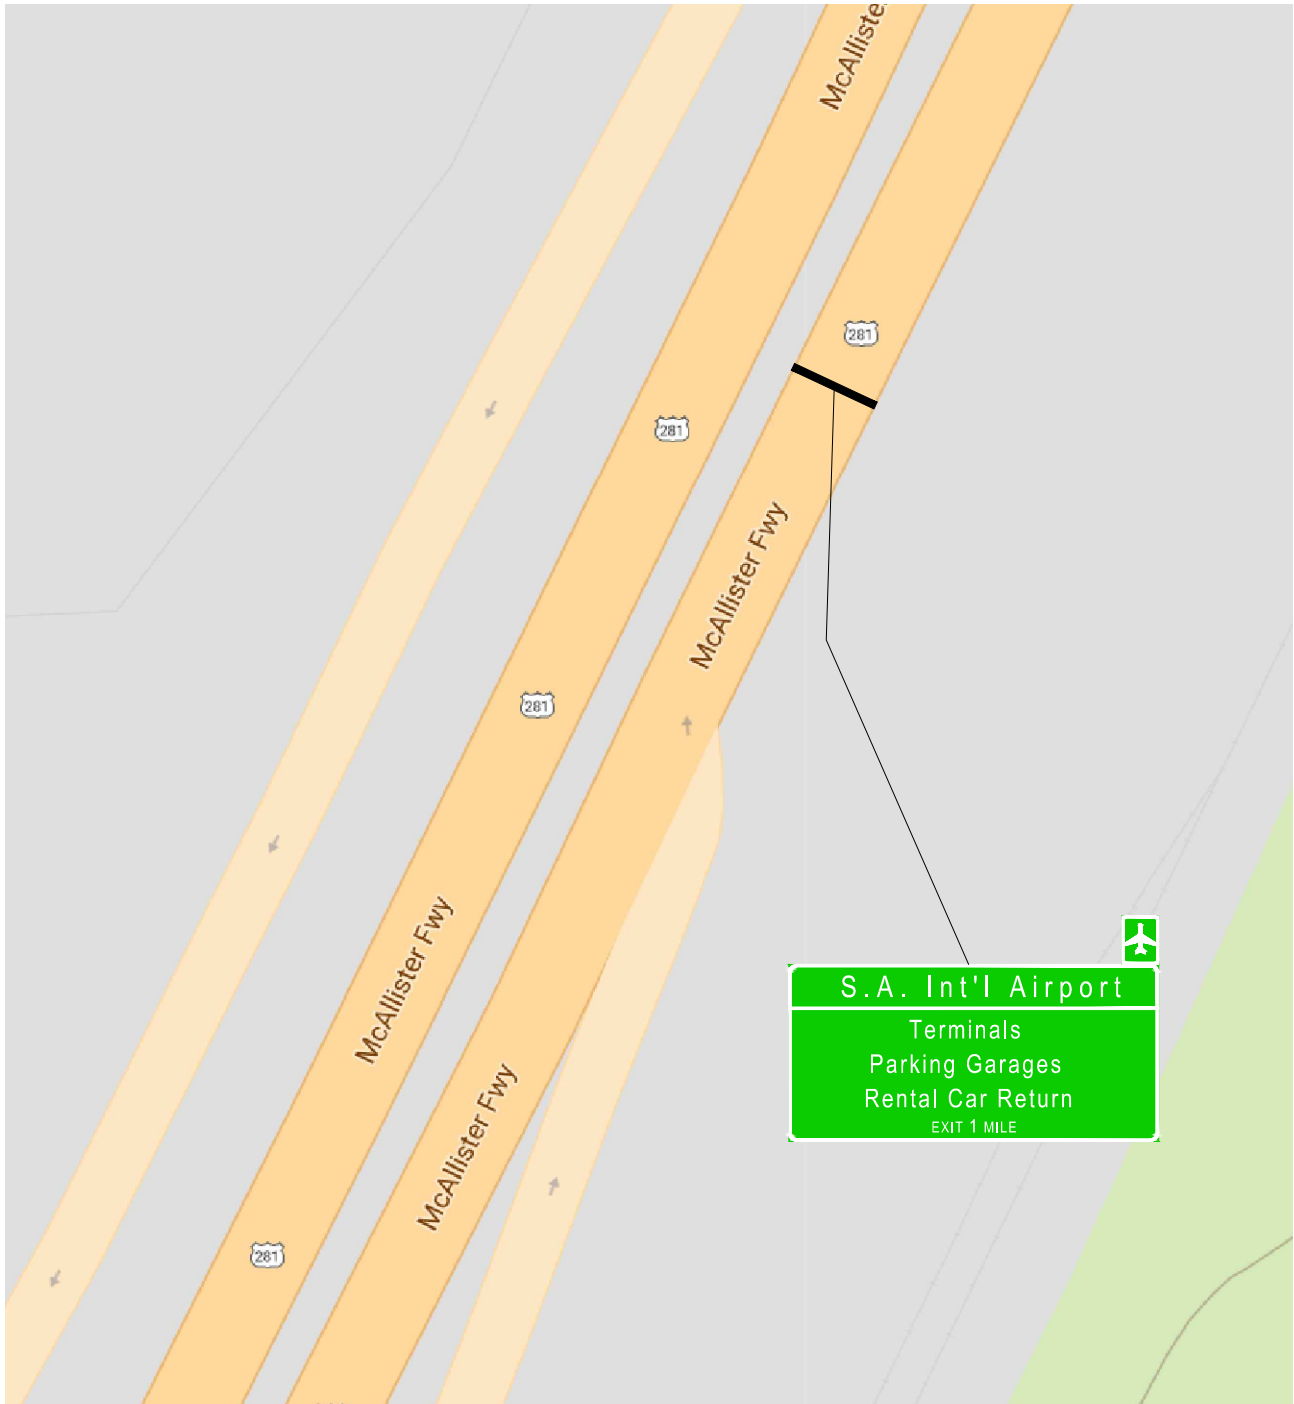 McAlliste
281
281
McAllister Fwy
281
McAllister Fwy
S.A. Int'l Airport
Terminals
Parking Garages
Rental Car Return
EXIT 1 MILE
McAllister Fwy
281